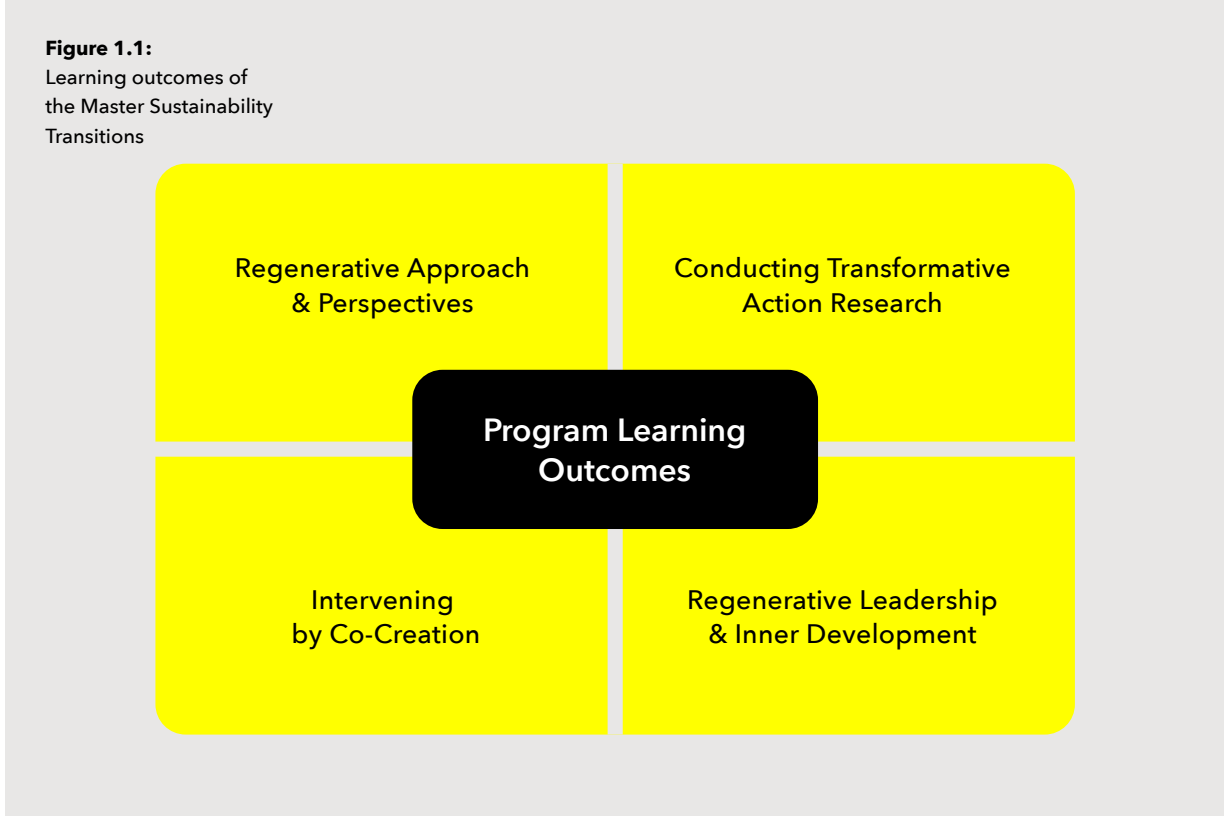 Figure 1.1:
Learning outcomes of
the Master Sustainability
Transitions
Regenerative Approach
& Perspectives
Conducting Transformative
Action Research
Program Learning
Outcomes
Intervening
by Co-Creation
Regenerative Leadership
& Inner Development